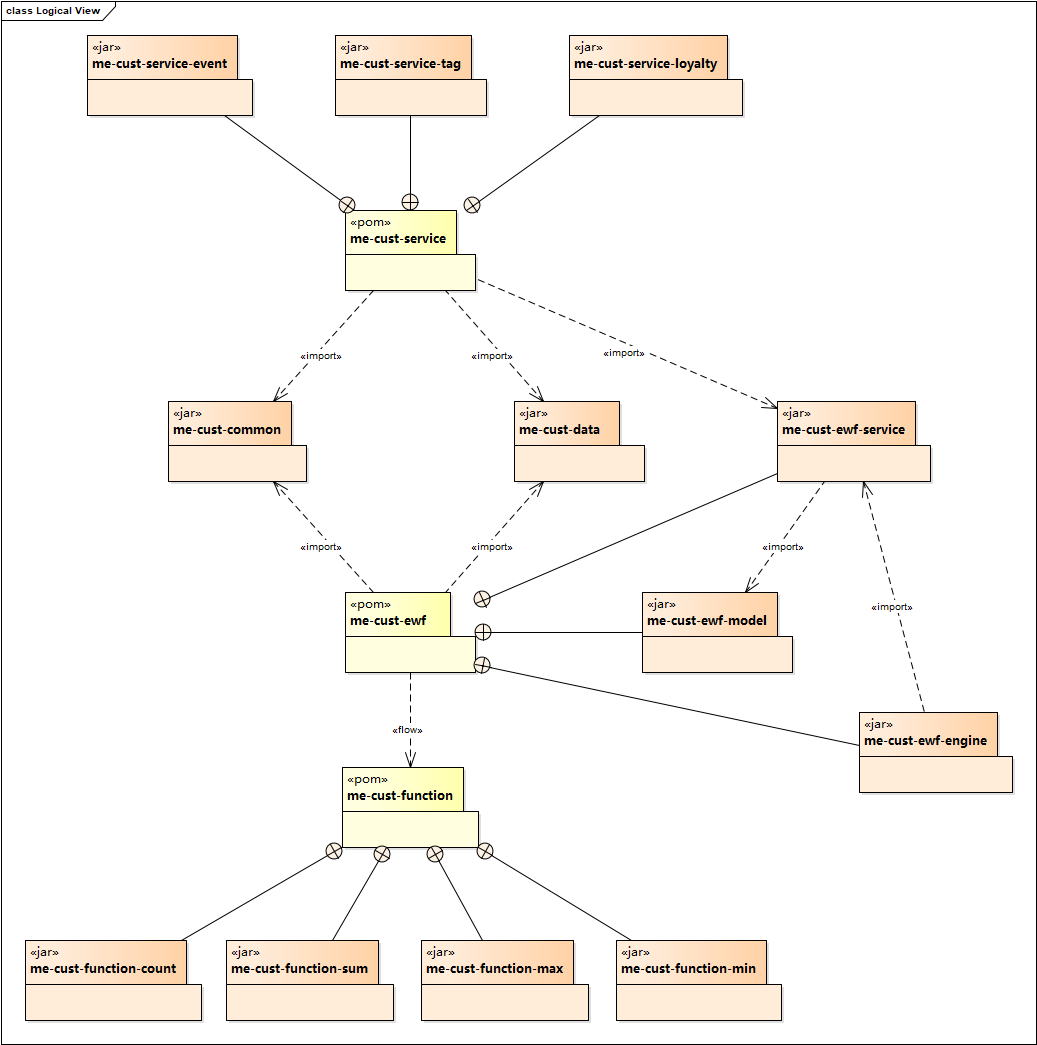 class Logical View
«jar»
me-cust-service-event
«jar»
me-cust-service-tag
«jar»
me-cust-service-loyalty
«pom»
me-cust-service
«import»
«import»
«import»
«jar»
me-cust-common
«jar»
me-cust-data
«jar»
me-cust-ewf-service
«import»
«import»
«import»
«import»
«pom»
me-cust-ewf
«jar»
me-cust-ewf-model
«flow»
«jar»
me-cust-ewf-engine
«pom»
me-cust-function
«jar»
me-cust-function-count
«jar»
me-cust-function-sum
«jar»
me-cust-function-max
«jar»
me-cust-function-min